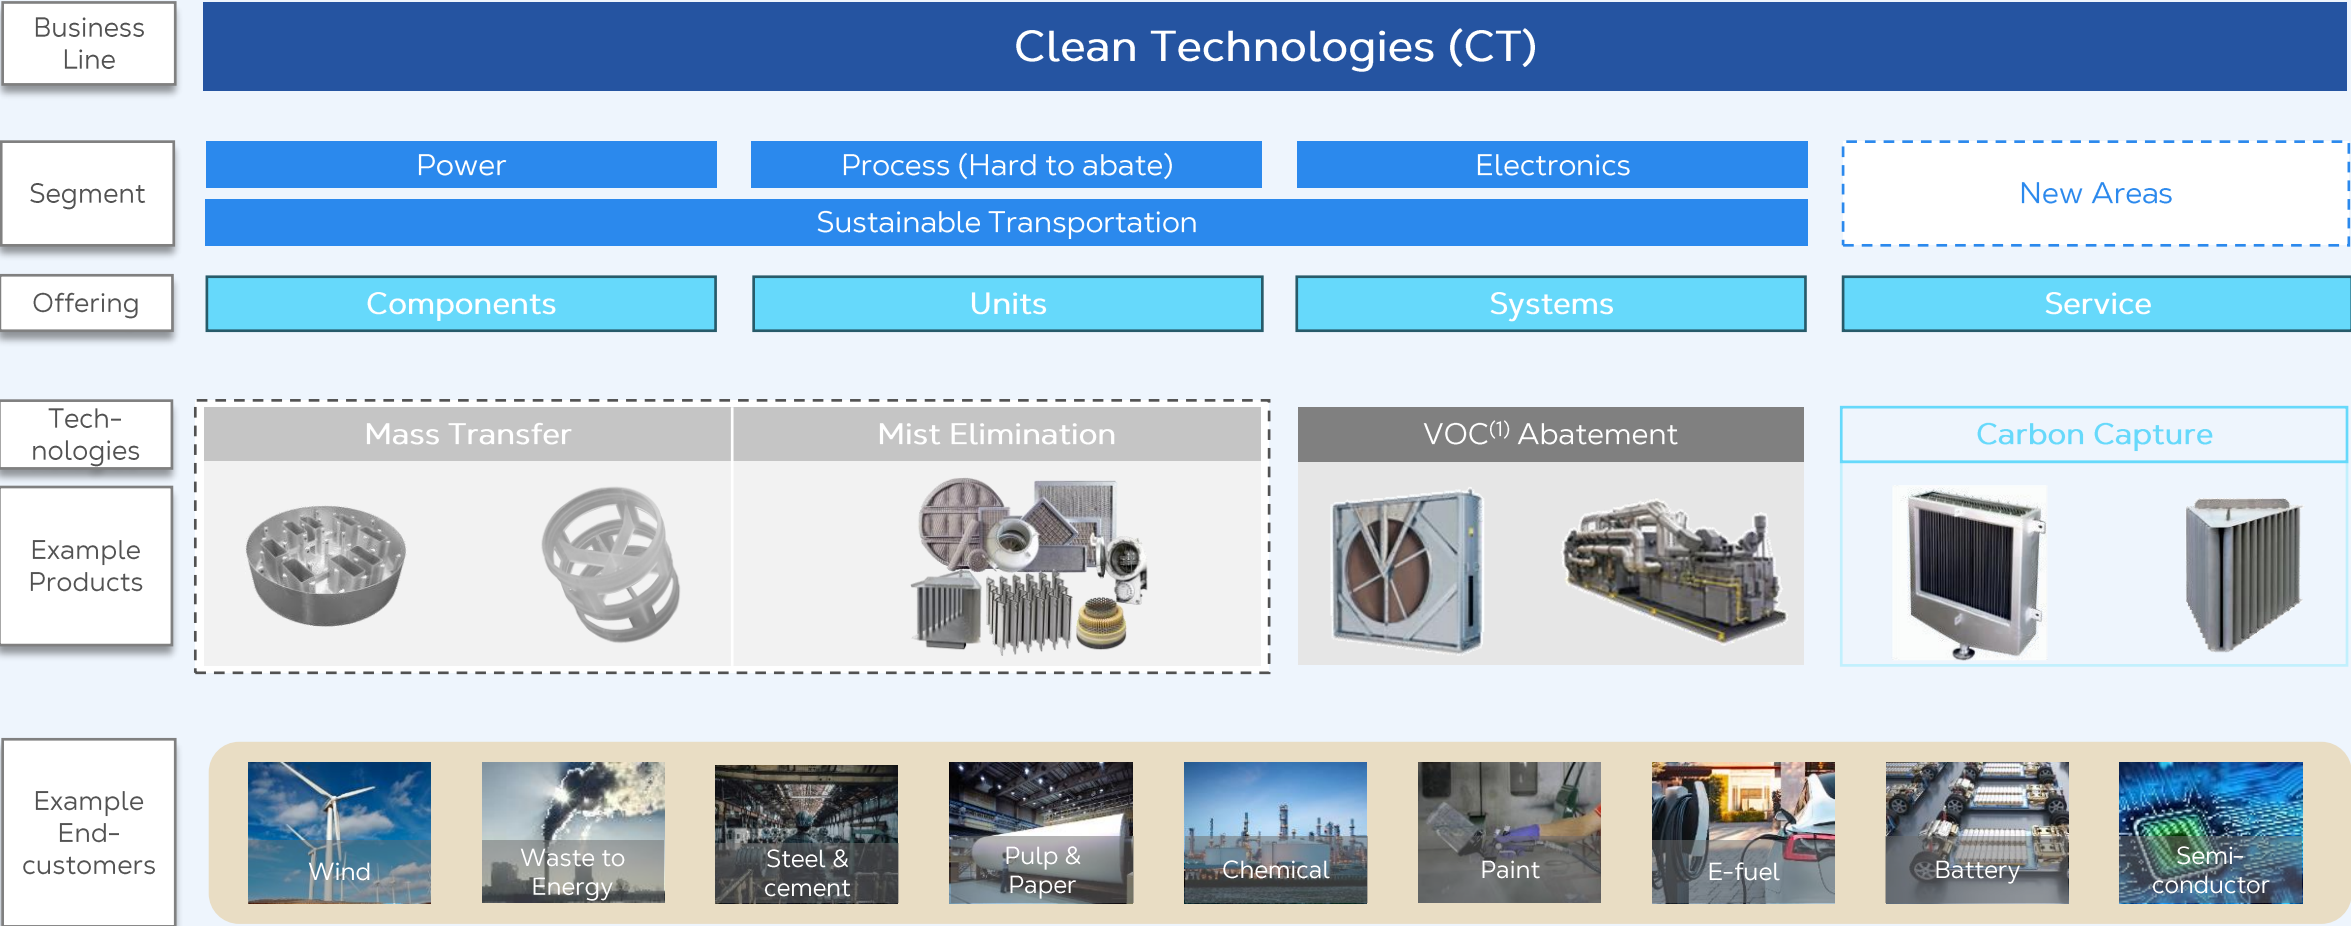 Business
Line
Clean Technologies (CT)
Segment
Power
Process (Hard to abate)
Electronics
New Areas
Sustainable Transportation
Offering
Components
Units
Systems
Service
Tech-
nologies
Mass Transfer
Mist Elimination
VOC(1) Abatement
Carbon Capture
Example
Products
Example
End-
customers
Wind
Waste to
Energy
Steel &
cement
Pulp &
Paper
Chemical
Paint
E-fuel
Battery
Semi-
conductor